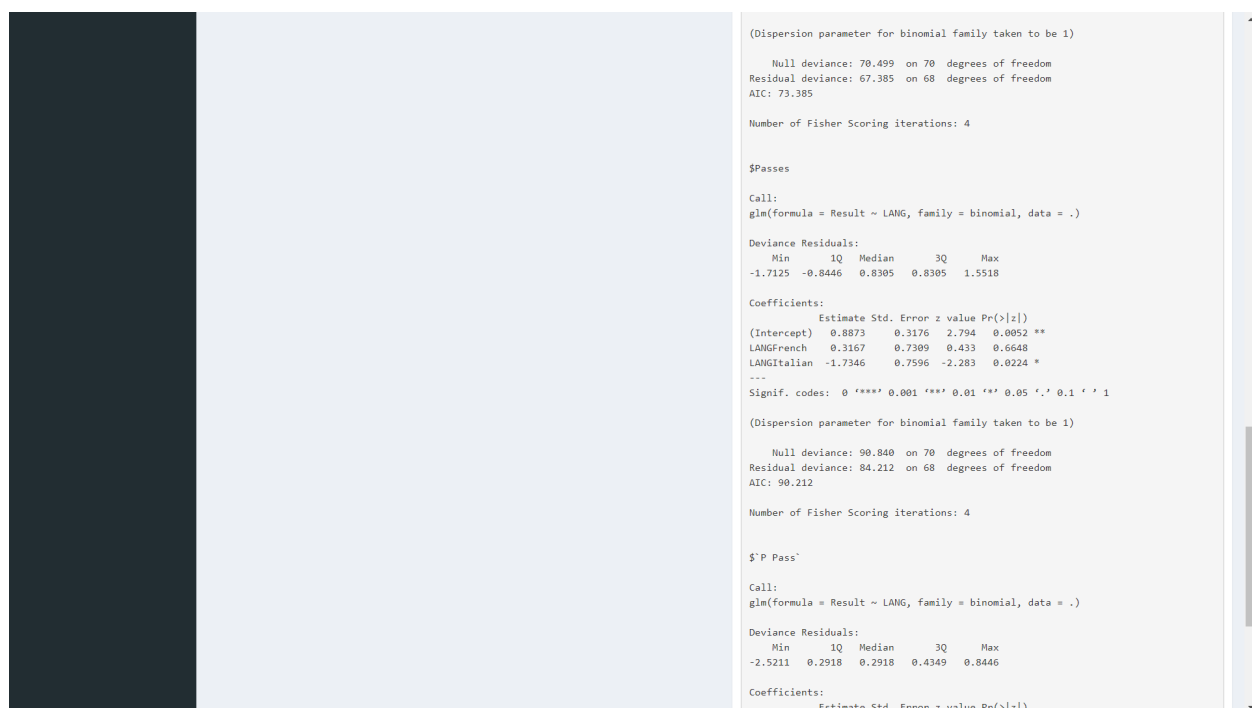 (Dispersion parameter for binomial family taken to be 1)
Null deviance: 70.499 on 70 degrees of freedom
Residual deviance: 67.385 on 68 degrees of freedom
AIC: 73.385
Number of Fisher Scoring iterations: 4
$Passes
Call:
glm(formula = Result ~ LANG, family = binomial, data = .)
Deviance Residuals:
Min 1Q Median 3Q Max
-1.7125 -0.8446 0.8305 0.8305 1.5518
Coefficients:
Estimate Std. Error z value Pr(>|z|)
(Intercept) 0.8873 0.3176 2.794 0.0052 **
LANGFrench 0.3167 0.7309 0.433 0.6648
LANGItalian -1.7346 0.7596 -2.283 0.0224 *
---
Signif. codes: 0 ‘***’ 0.001 ‘**’ 0.01 ‘*’ 0.05 ‘.’ 0.1 ‘ ’ 1
(Dispersion parameter for binomial family taken to be 1)
Null deviance: 90.840 on 70 degrees of freedom
Residual deviance: 84.212 on 68 degrees of freedom
AIC: 90.212
Number of Fisher Scoring iterations: 4
$`P Pass`
Call:
glm(formula = Result ~ LANG, family = binomial, data = .)
Deviance Residuals:
Min 1Q Median 3Q Max
-2.5211 0.2918 0.2918 0.4349 0.8446
Coefficients:
Estimate Std. Error z value Pr(>|z|)